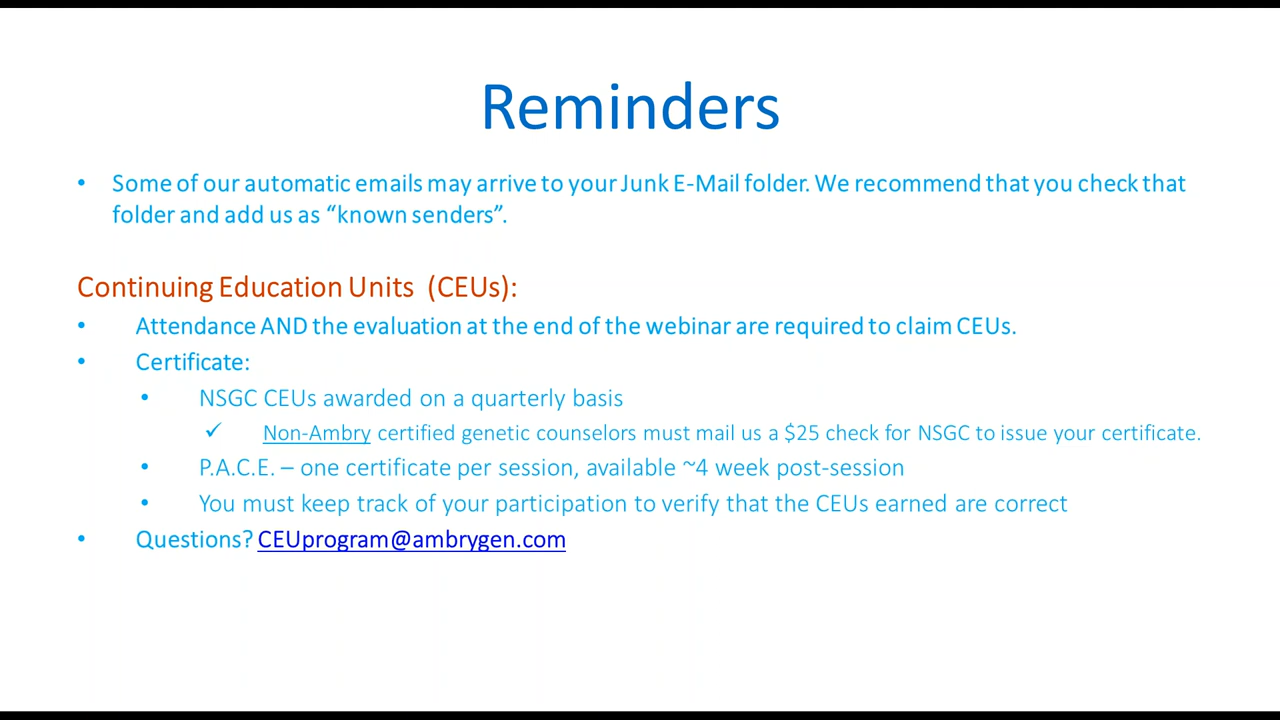 Reminders
• Some of our automatic emails may arrive to your Junk E-Mail folder. We recommend that you check that
folder and add us as “known senders”.
Continuing Education Units (CEUs):
• Attendance AND the evaluation at the end of the webinar are required to claim CEUs.
• Certificate:
• NSGC CEUs awarded on a quarterly basis
✓ Non-Ambry certified genetic counselors must mail us a $25 check for NSGC to issue your certificate.
• P.A.C.E. – one certificate per session, available ~4 week post-session
• You must keep track of your participation to verify that the CEUs earned are correct
• Questions? CEUprogram@ambrygen.com